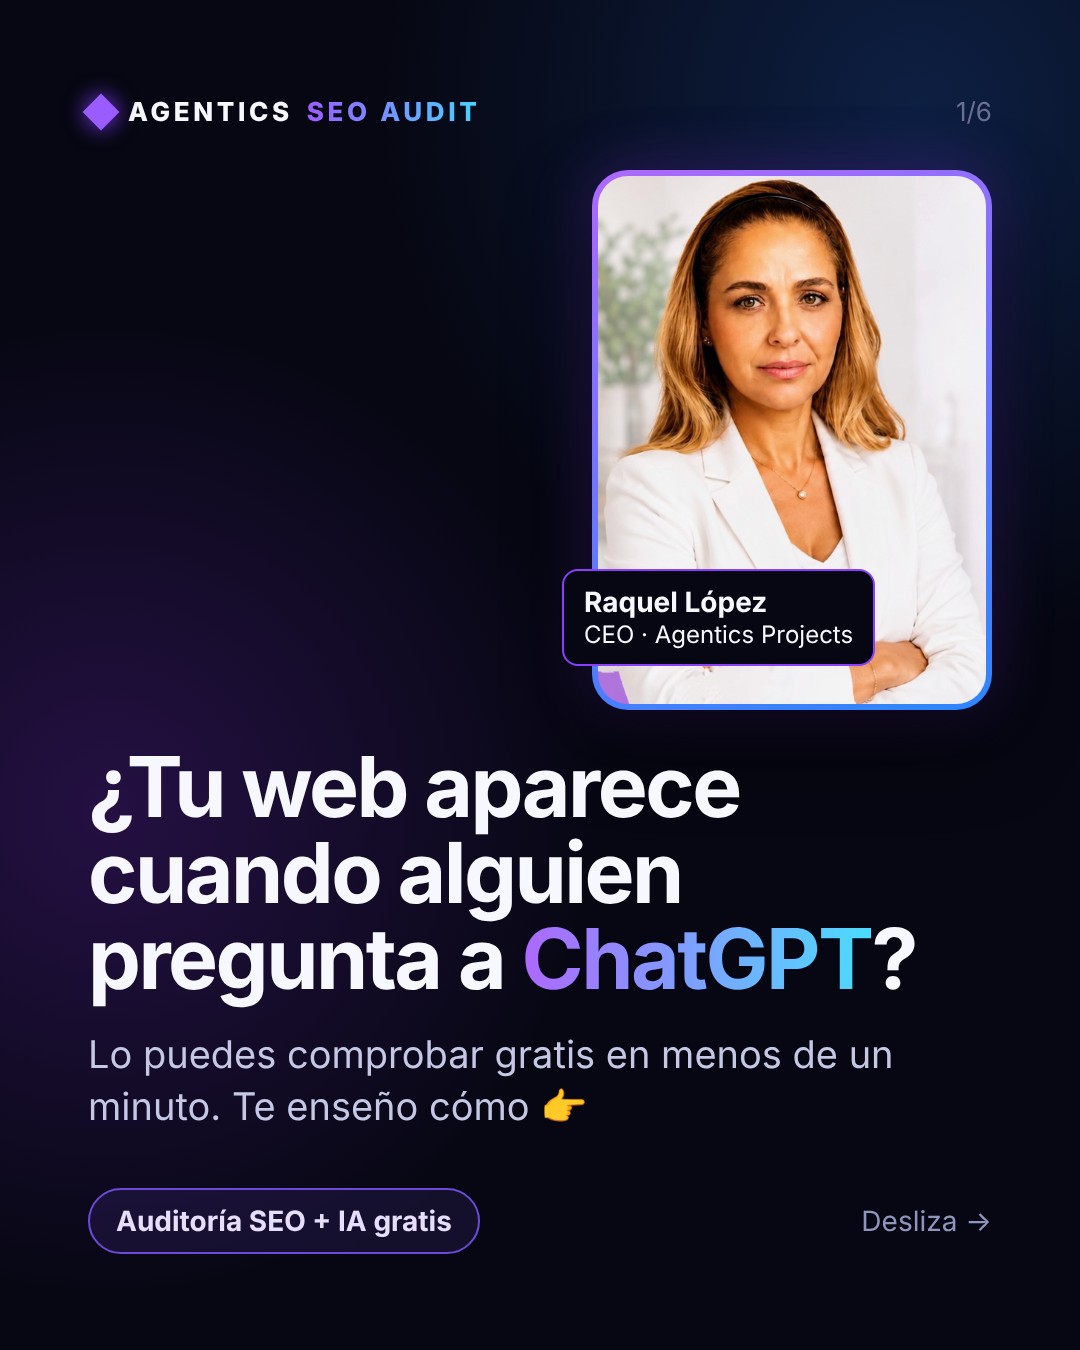 AGENTICS SEO AUDIT
1/6
Raquel López
CEO · Agentics Projects
¿Tu web aparece
cuando alguien
pregunta a ChatGPT?
Lo puedes comprobar gratis en menos de un
minuto. Te enseño cómo 👉
Auditoría SEO + IA gratis
Desliza →